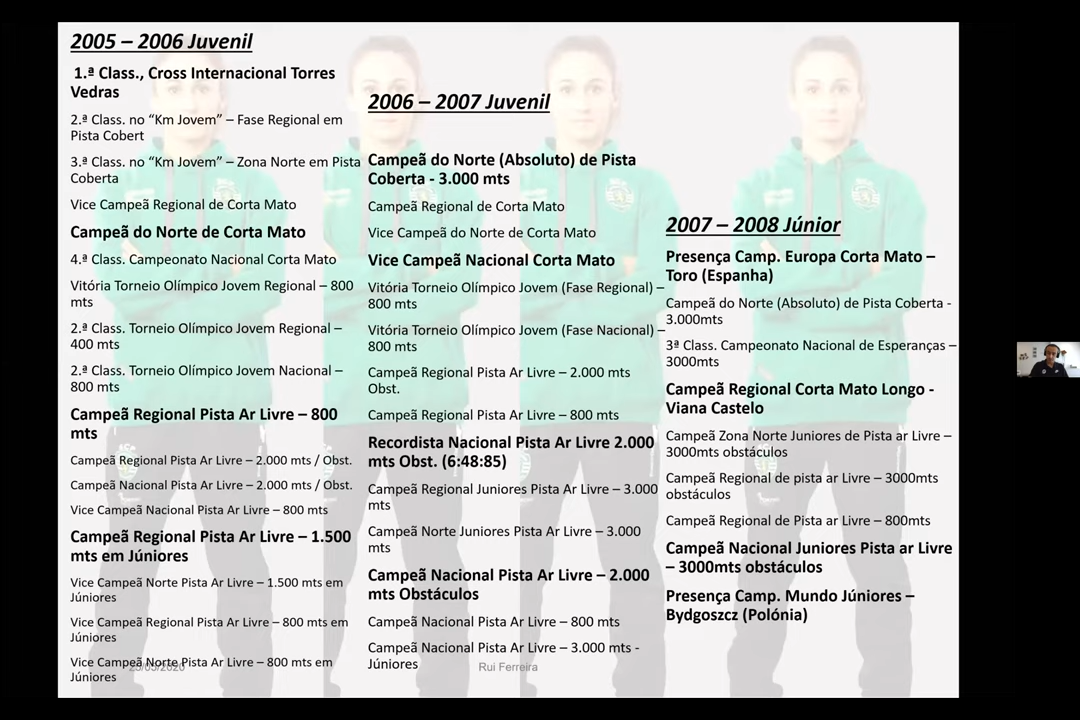 2005 – 2006 Juvenil
1.ª Class., Cross Internacional Torres
Vedras
2.ª Class. no “Km Jovem” – Fase Regional em
Pista Cobert
3.ª Class. no “Km Jovem” – Zona Norte em Pista
Coberta
Vice Campeã Regional de Corta Mato
Campeã do Norte de Corta Mato
4.ª Class. Campeonato Nacional Corta Mato
Vitória Torneio Olímpico Jovem Regional – 800
mts
2.ª Class. Torneio Olímpico Jovem Regional –
400 mts
2.ª Class. Torneio Olímpico Jovem Nacional –
800 mts
Campeã Regional Pista Ar Livre – 800
mts
Campeã Regional Pista Ar Livre – 2.000 mts / Obst.
Campeã Nacional Pista Ar Livre – 2.000 mts / Obst.
Vice Campeã Nacional Pista Ar Livre – 800 mts
Campeã Regional Pista Ar Livre – 1.500
mts em Júniores
Vice Campeã Norte Pista Ar Livre – 1.500 mts em
Júniores
Vice Campeã Regional Pista Ar Livre – 800 mts em
Júniores
Vice Campeã Norte Pista Ar Livre – 800 mts em
Júniores
2006 – 2007 Juvenil
Campeã do Norte (Absoluto) de Pista
Coberta - 3.000 mts
Campeã Regional de Corta Mato
Vice Campeã do Norte de Corta Mato
Vice Campeã Nacional Corta Mato
Vitória Torneio Olímpico Jovem (Fase Regional) –
800 mts
Vitória Torneio Olímpico Jovem (Fase Nacional) –
800 mts
Campeã Regional Pista Ar Livre – 2.000 mts
Obst.
Campeã Regional Pista Ar Livre – 800 mts
Recordista Nacional Pista Ar Livre 2.000
mts Obst. (6:48:85)
Campeã Regional Juniores Pista Ar Livre – 3.000
mts
Campeã Norte Juniores Pista Ar Livre – 3.000
mts
Campeã Nacional Pista Ar Livre – 2.000
mts Obstáculos
Campeã Nacional Pista Ar Livre – 800 mts
Campeã Nacional Pista Ar Livre – 3.000 mts -
Júniores
2007 – 2008 Júnior
Presença Camp. Europa Corta Mato –
Toro (Espanha)
Campeã do Norte (Absoluto) de Pista Coberta -
3.000mts
3ª Class. Campeonato Nacional de Esperanças –
3000mts
Campeã Regional Corta Mato Longo -
Viana Castelo
Campeã Zona Norte Juniores de Pista ar Livre –
3000mts obstáculos
Campeã Regional de pista ar Livre – 3000mts
obstáculos
Campeã Regional de Pista ar Livre – 800mts
Campeã Nacional Juniores Pista ar Livre
– 3000mts obstáculos
Presença Camp. Mundo Júniores –
Bydgoszcz (Polónia)
Rui Ferreira